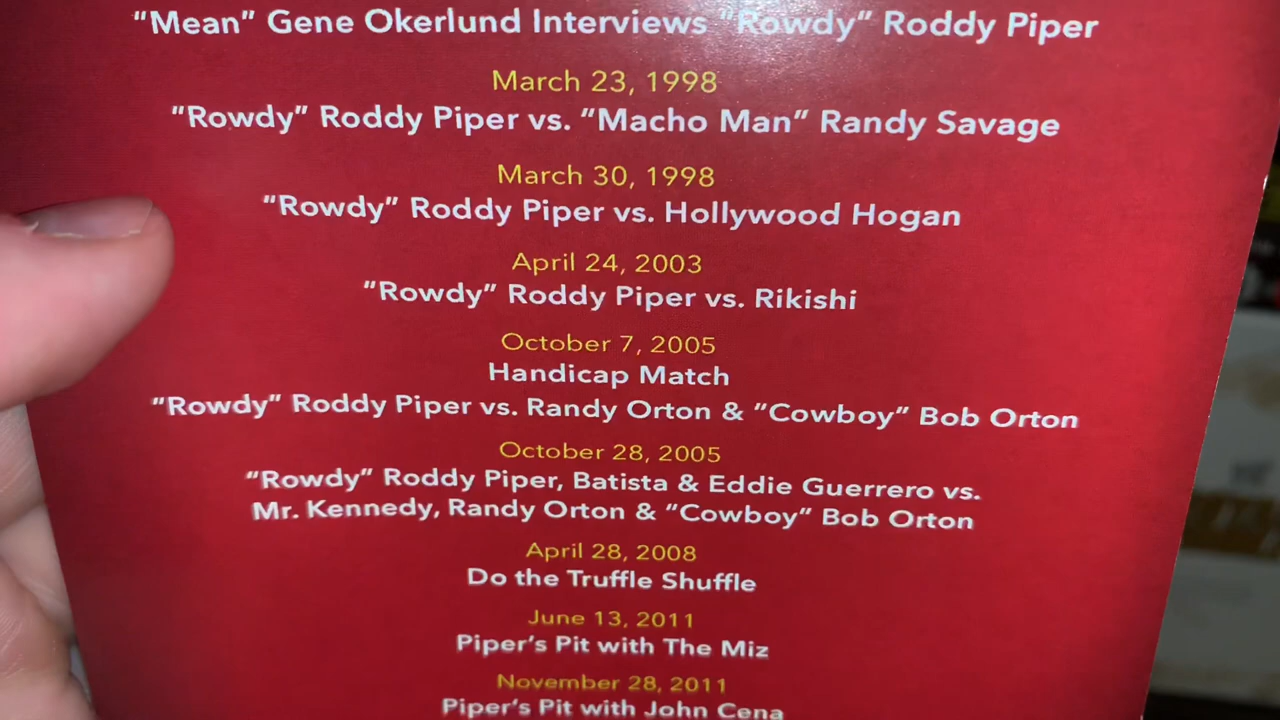 “Mean” Gene Okerlund Interviews “Rowdy” Roddy Piper
March 23, 1998
“Rowdy” Roddy Piper vs. “Macho Man” Randy Savage
March 30, 1998
“Rowdy” Roddy Piper vs. Hollywood Hogan
April 24, 2003
“Rowdy” Roddy Piper vs. Rikishi
October 7, 2005
Handicap Match
“Rowdy” Roddy Piper vs. Randy Orton & “Cowboy” Bob Orton
October 28, 2005
“Rowdy” Roddy Piper, Batista & Eddie Guerrero vs.
Mr. Kennedy, Randy Orton & “Cowboy” Bob Orton
April 28, 2008
Do the Truffle Shuffle
June 13, 2011
Piper’s Pit with The Miz
November 28, 2011
Piper’s Pit with John Cena